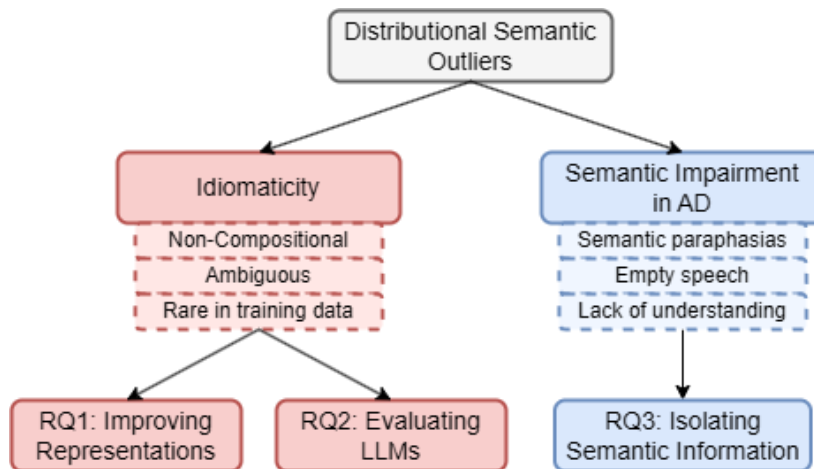 Distributional Semantic
Outliers
Idiomaticity
Non-Compositional
Ambiguous
Rare in training data
Semantic Impairment
in AD
Semantic paraphasias
Empty speech
Lack of understanding
RQ1: Improving
Representations
RQ2: Evaluating
LLMs
RQ3: Isolating
Semantic Information